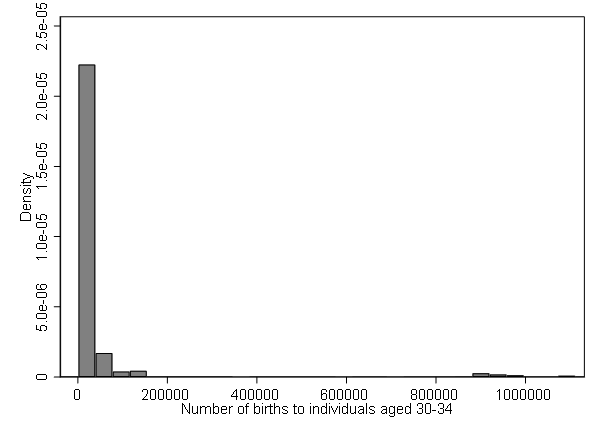 2.5e-05
2.0e-05
1.5e-05
1.0e-05
5.0e-06
0
Density
0 200000 400000 600000 800000 1000000
Number of births to individuals aged 30-34